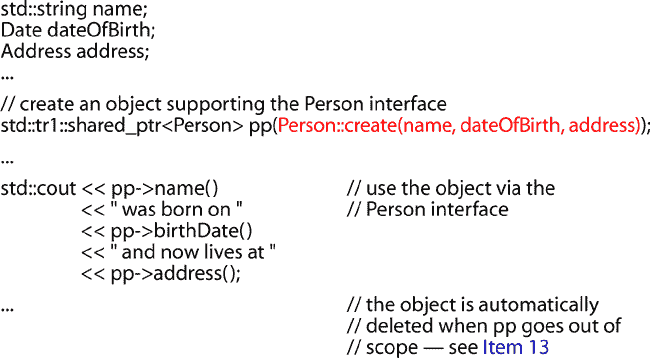 std::string name;
Date dateOfBirth;
Address address;
...
// create an object supporting the Person interface
std::tr1::shared_ptr<Person> pp(Person::create(name, dateOfBirth, address));
...
std::cout << pp->name() // use the object via the
<< " was born on " // Person interface
<< pp->birthDate()
<< " and now lives at "
<< pp->address();
... // the object is automatically
// deleted when pp goes out of
// scope — see Item 13